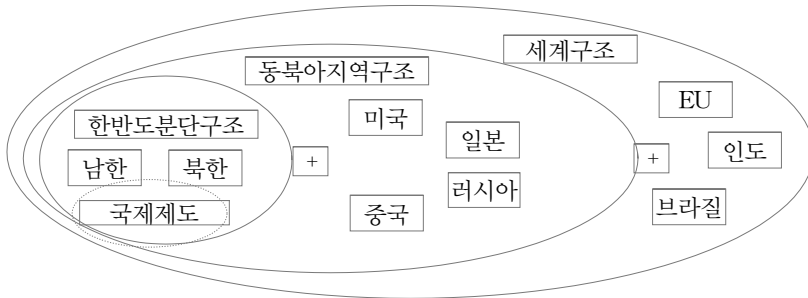 세계구조
동북아지역구조
EU
미국
한반도분단구조
일본
인도
남한
북한
+
+
러시아
브라질
국제제도
중국